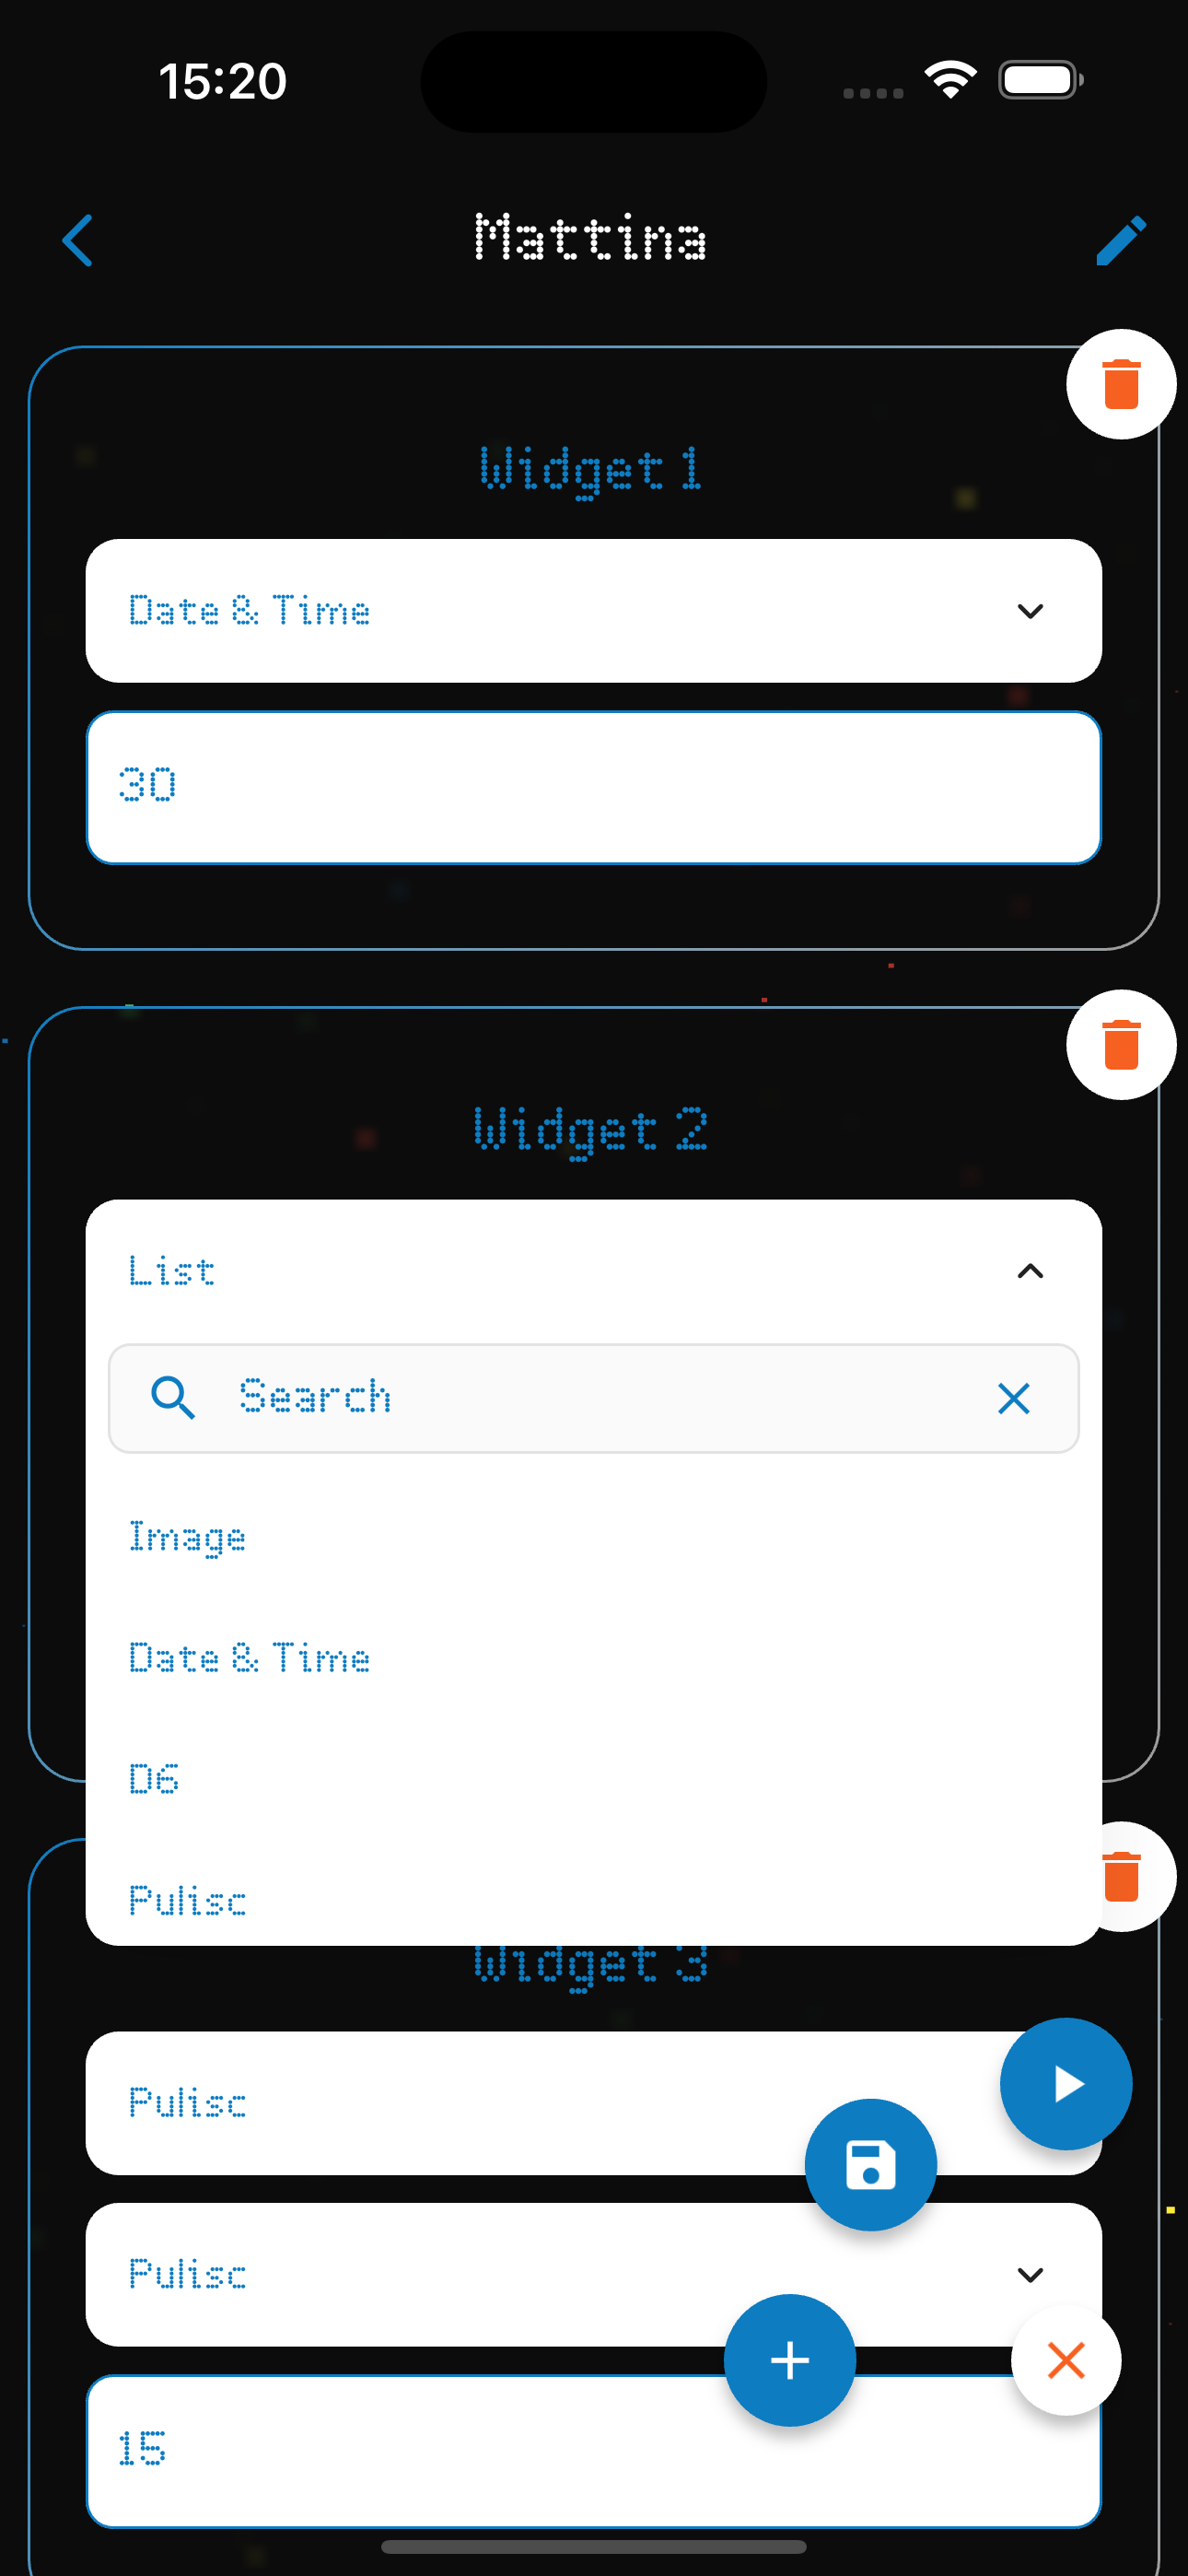 15:20
Mattina
Widget 1
Date & Time
30
Widget 2
List
Search
Image
Date & Time
D6
Pulisc
Widget 3
Pulisc
Pulisc
15